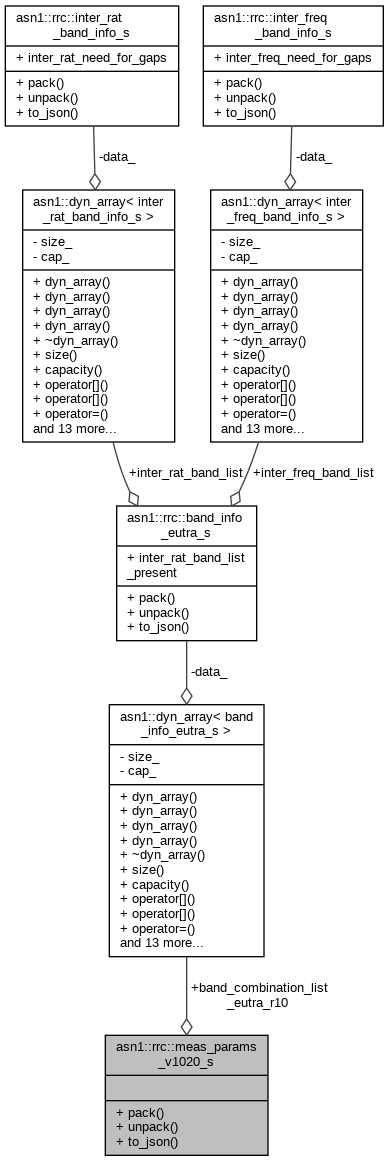 asn1::rrc::inter_rat
_band_info_s
+ inter_rat_need_for_gaps
+ pack()
+ unpack()
+ to_json()
asn1::rrc::inter_freq
_band_info_s
+ inter_freq_need_for_gaps
+ pack()
+ unpack()
+ to_json()
-data_
-data_
asn1::dyn_array< inter
_rat_band_info_s >
- size_
- cap_
+ dyn_array()
+ dyn_array()
+ dyn_array()
+ dyn_array()
+ ~dyn_array()
+ size()
+ capacity()
+ operator[]()
+ operator[]()
+ operator=()
and 13 more...
asn1::dyn_array< inter
_freq_band_info_s >
- size_
- cap_
+ dyn_array()
+ dyn_array()
+ dyn_array()
+ dyn_array()
+ ~dyn_array()
+ size()
+ capacity()
+ operator[]()
+ operator[]()
+ operator=()
and 13 more...
+inter_rat_band_list
+inter_freq_band_list
asn1::rrc::band_info
_eutra_s
+ inter_rat_band_list
_present
+ pack()
+ unpack()
+ to_json()
-data_
asn1::dyn_array< band
_info_eutra_s >
- size_
- cap_
+ dyn_array()
+ dyn_array()
+ dyn_array()
+ dyn_array()
+ ~dyn_array()
+ size()
+ capacity()
+ operator[]()
+ operator[]()
+ operator=()
and 13 more...
+band_combination_list
_eutra_r10
asn1::rrc::meas_params
_v1020_s
+ pack()
+ unpack()
+ to_json()